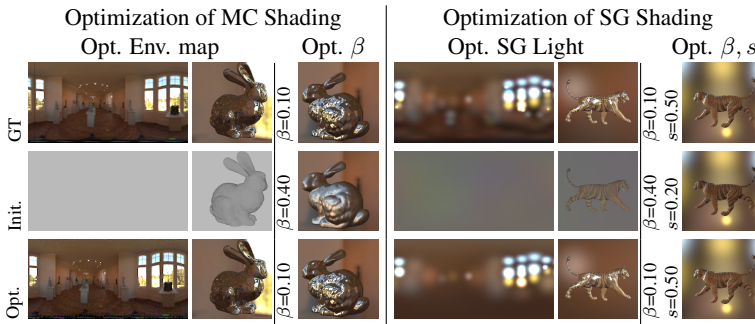 Optimization of MC Shading
Optimization of SG Shading
Opt. Env. map
Opt. β
Opt. SG Light
Opt. β, s
GT
β=0.10
β=0.10
s=0.50
Init.
β=0.40
β=0.40
s=0.20
Opt.
β=0.10
β=0.10
s=0.50